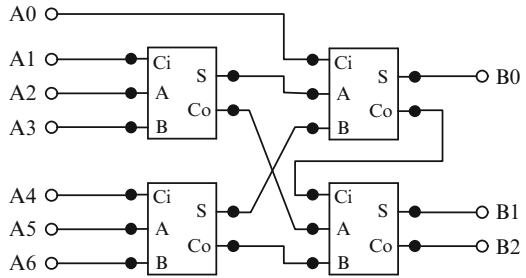 A0
A1 Ci Ci
A2 A S A S B0
A3 B Co B Co
A4 Ci Ci
A5 A S A S B1
A6 B Co B Co B2